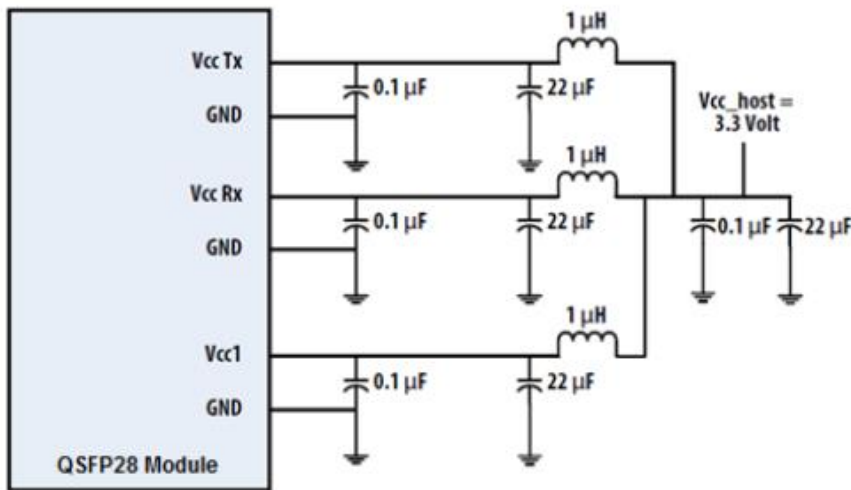 1 μH
Vcc Tx
0.1 μF
22 μF
GND
Vcc_host =
3.3 Volt
1 μH
Vcc Rx
0.1 μF
22 μF
0.1 μF
22 μF
GND
1 μH
Vcc1
0.1 μF
22 μF
GND
QSFP28 Module